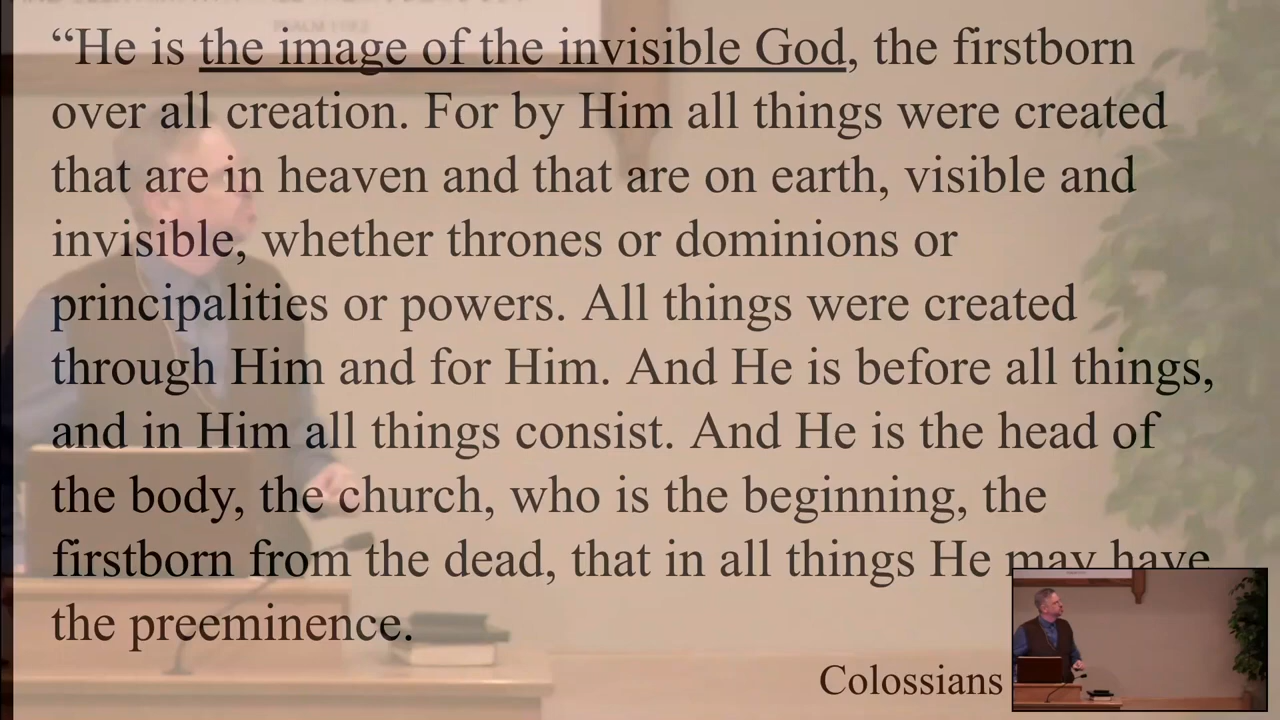 “He is the image of the invisible God, the firstborn
over all creation. For by Him all things were created
that are in heaven and that are on earth, visible and
invisible, whether thrones or dominions or
principalities or powers. All things were created
through Him and for Him. And He is before all things,
and in Him all things consist. And He is the head of
the body, the church, who is the beginning, the
firstborn from the dead, that in all things He may have
the preeminence.
Colossians